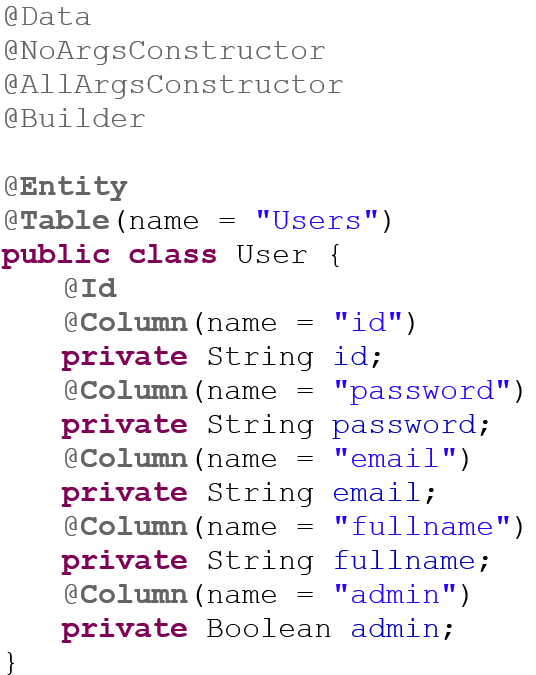 @Data
@NoArgsConstructor
@AllArgsConstructor
@Builder

@Entity
@Table(name = "Users")
public class User {
    @Id
    @Column(name = "id")
    private String id;
    @Column(name = "password")
    private String password;
    @Column(name = "email")
    private String email;
    @Column(name = "fullname")
    private String fullname;
    @Column(name = "admin")
    private Boolean admin;
}